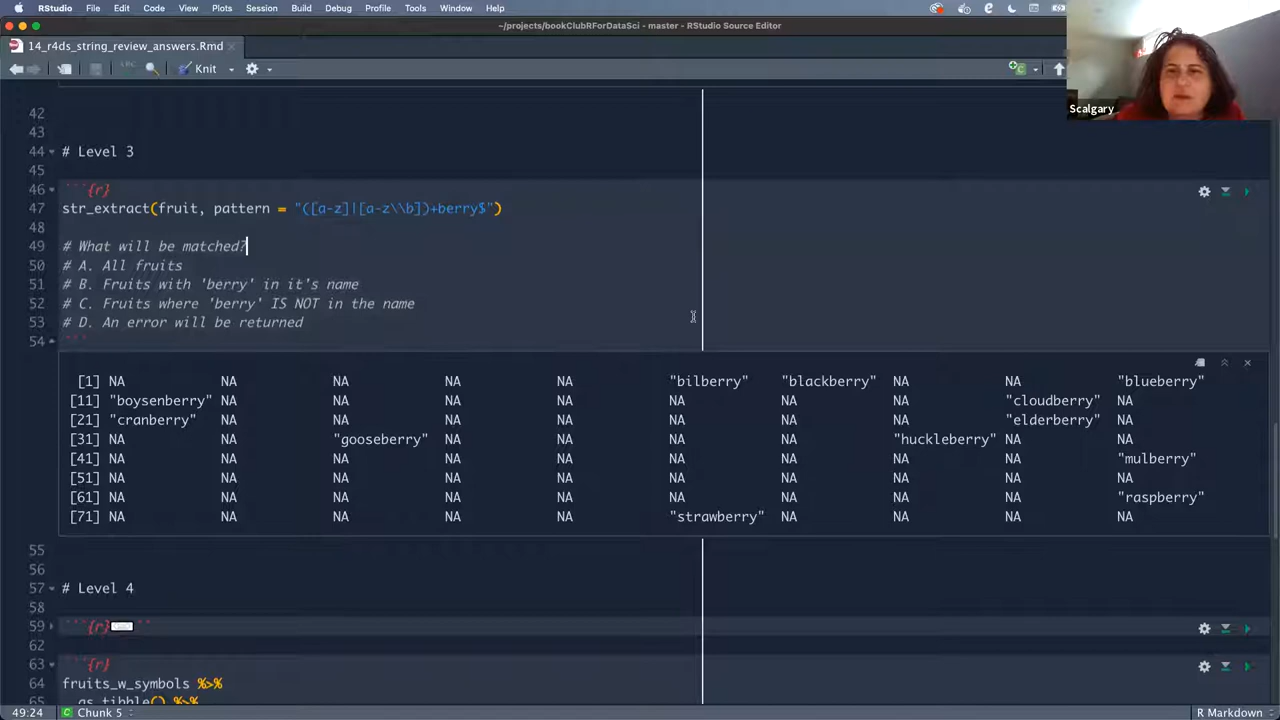 RStudio File Edit Code View Plots Session Build Debug Profile Tools Window Help
~/projects/bookClubRForDataSci - master - RStudio Source Editor
14_r4ds_string_review_answers.Rmd
ABC Knit
Scalgary
42
43
44 # Level 3
45
46 ```{r}
47 str_extract(fruit, pattern = "([a-z]|[a-z\\b])+berry$")
48
49 # What will be matched?
50 # A. All fruits
51 # B. Fruits with 'berry' in it's name
52 # C. Fruits where 'berry' IS NOT in the name
53 # D. An error will be returned
54 ```
[1] NA NA NA NA NA "bilberry" "blackberry" NA NA "blueberry"
[11] "boysenberry" NA NA NA NA NA NA NA "cloudberry" NA
[21] "cranberry" NA NA NA NA NA NA NA "elderberry" NA
[31] NA NA "gooseberry" NA NA NA NA "huckleberry" NA NA
[41] NA NA NA NA NA NA NA NA NA "mulberry"
[51] NA NA NA NA NA NA NA NA NA NA
[61] NA NA NA NA NA NA NA NA NA "raspberry"
[71] NA NA NA NA NA "strawberry" NA NA NA NA
55
56
57 # Level 4
58
59 ```{r} ```
62
63 ```{r}
64 fruits_w_symbols %>%
65 as_tibble() %>%
49:24 Chunk 5 R Markdown